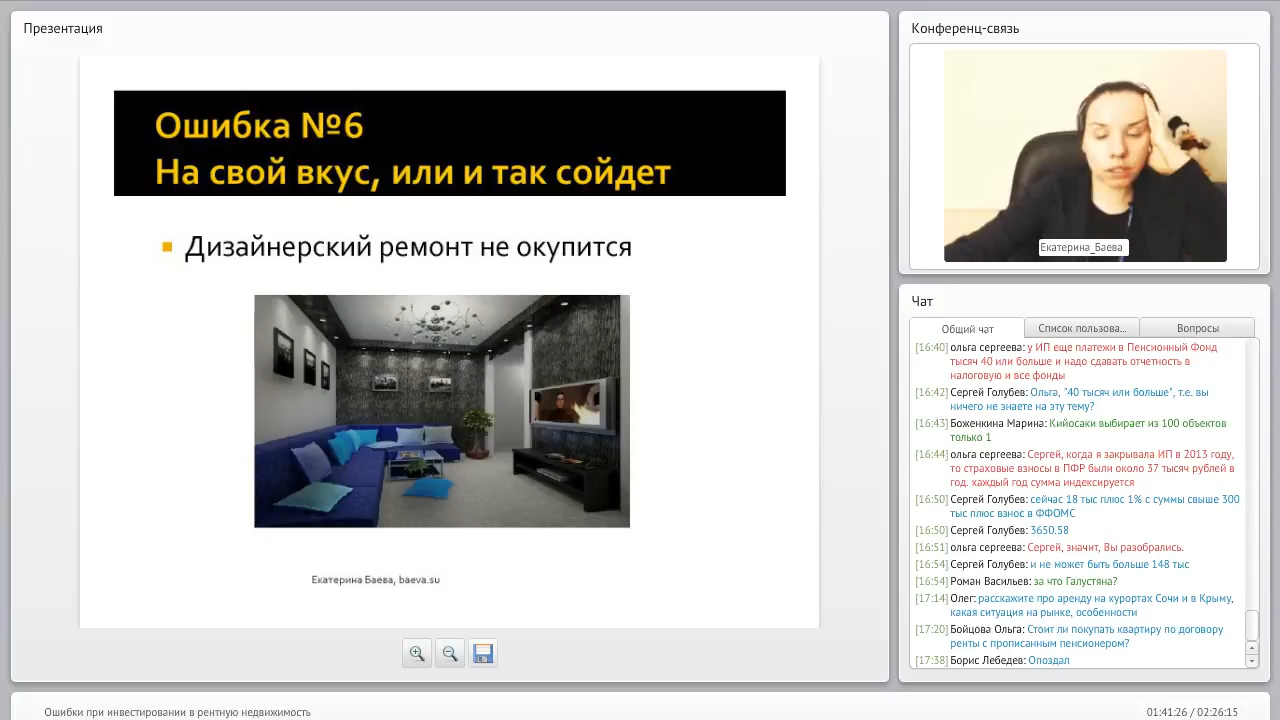 Презентация
Ошибка №6
На свой вкус, или и так сойдет
Дизайнерский ремонт не окупится
Екатерина Баева, baeva.su
Конференц-связь
Екатерина_Баева
Чат
Общий чат
Список пользова...
Вопросы
[16:40] ольга сергеева: у ИП еще платежи в Пенсионный Фонд
тысяч 40 или больше и надо сдавать отчетность в
налоговую и все фонды
[16:42] Сергей Голубев: Ольга, "40 тысяч или больше", т.е. вы
ничего не знаете на эту тему?
[16:43] Боженкина Марина: Кийосаки выбирает из 100 объектов
только 1
[16:44] ольга сергеева: Сергей, когда я закрывала ИП в 2013 году,
то страховые взносы в ПФР были около 37 тысяч рублей в
год. каждый год сумма индексируется
[16:50] Сергей Голубев: сейчас 18 тыс плюс 1% с суммы свыше 300
тыс плюс взнос в ФФОМС
[16:50] Сергей Голубев: 3650.58
[16:51] ольга сергеева: Сергей, значит, Вы разобрались.
[16:54] Сергей Голубев: и не может быть больше 148 тыс
[16:54] Роман Васильев: за что Галустяна?
[17:14] Олег: расскажите про аренду на курортах Сочи и в Крыму,
какая ситуация на рынке, особенности
[17:20] Бойцова Ольга: Стоит ли покупать квартиру по договору
ренты с прописанным пенсионером?
[17:38] Борис Лебедев: Опоздал
Ошибки при инвестировании в рентную недвижимость
01:41:26 / 02:26:15